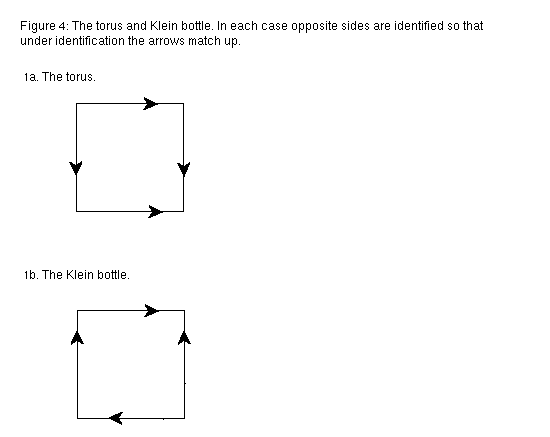 Figure 4: The torus and Klein bottle. In each case opposite sides are identified so that
under identification the arrows match up.
1a. The torus.
1b. The Klein bottle.